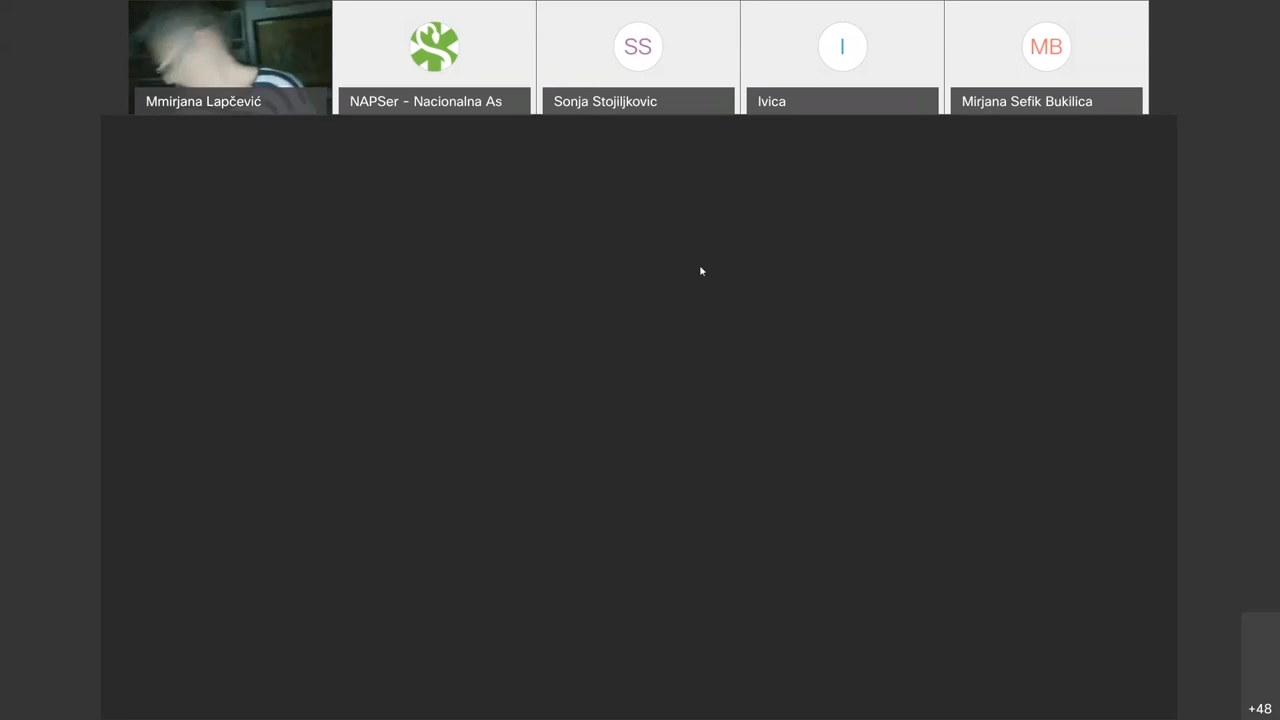 SS
I
MB
Mmirjana Lapčević
NAPSer - Nacionalna As
Sonja Stojiljkovic
Ivica
Mirjana Sefik Bukilica
+48